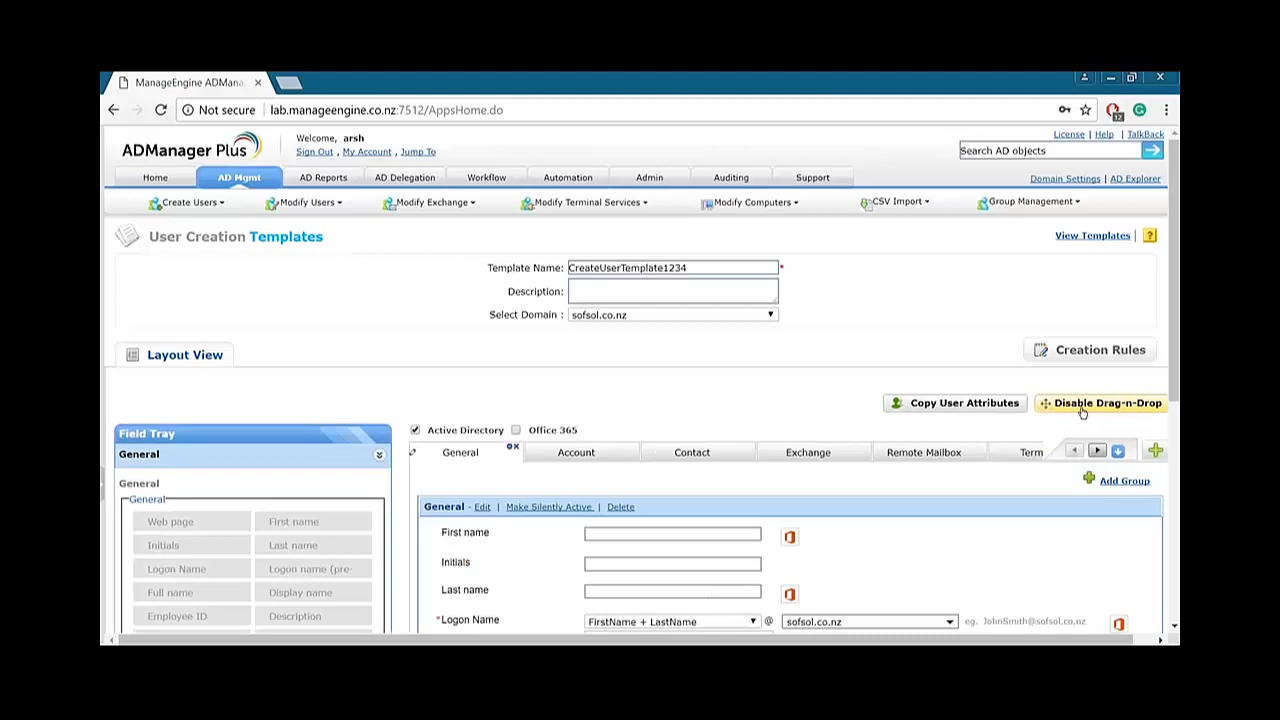 ManageEngine ADMana
Not secure lab.manageengine.co.nz:7512/AppsHome.do
License | Help | TalkBack
ADManager Plus
Welcome, arsh
Sign Out , My Account , Jump To
Search AD objects
Home AD Mgmt AD Reports AD Delegation Workflow Automation Admin Auditing Support
Domain Settings | AD Explorer
Create Users Modify Users Modify Exchange Modify Terminal Services Modify Computers CSV Import Group Management
User Creation Templates
View Templates | ?
Template Name: CreateUserTemplate1234 *
Description:
Select Domain : sofsol.co.nz
Layout View
Creation Rules
Copy User Attributes Disable Drag-n-Drop
Field Tray
General
General
General
Web page First name
Initials Last name
Logon Name Logon name (pre-
Full name Display name
Employee ID Description
Active Directory Office 365
General Account Contact Exchange Remote Mailbox Term
Add Group
General - Edit | Make Silently Active | Delete
First name
Initials
Last name
*Logon Name FirstName + LastName @ sofsol.co.nz eg. JohnSmith@sofsol.co.nz